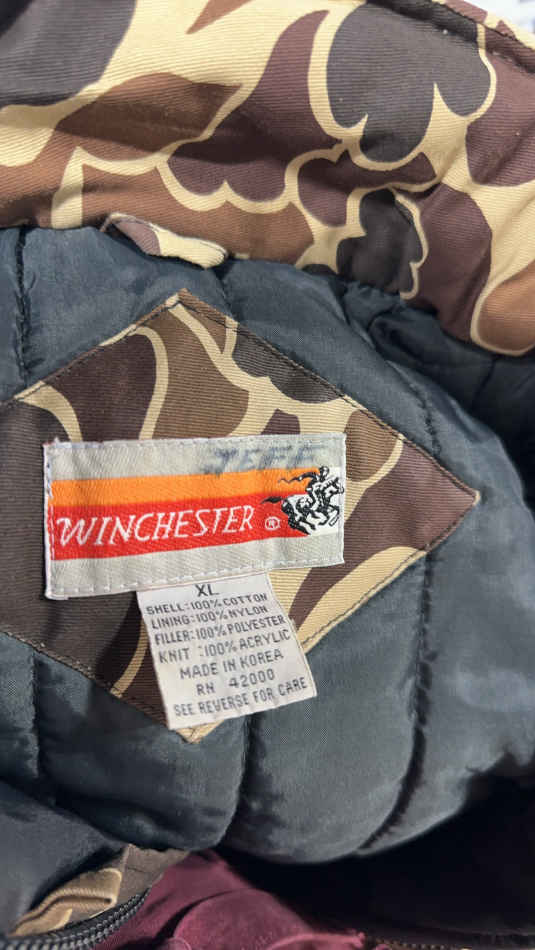 JEFF
WINCHESTER ®
XL
SHELL:100%COTTON
LINING:100%NYLON
FILLER:100%POLYESTER
KNIT :100%ACRYLIC
MADE IN KOREA
RN 42000
SEE REVERSE FOR CARE